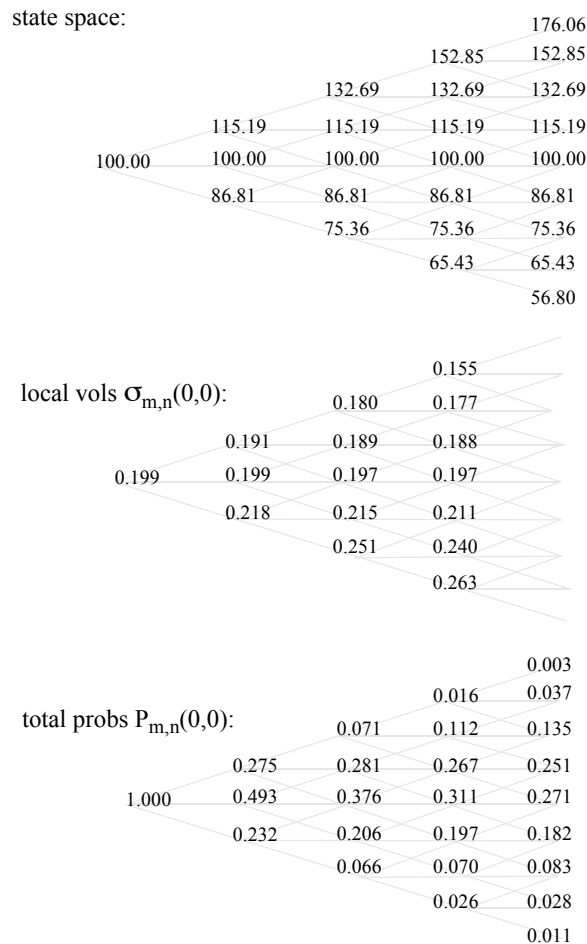 state space:
176.06
152.85 152.85
132.69 132.69 132.69
115.19 115.19 115.19 115.19
100.00 100.00 100.00 100.00 100.00
86.81 86.81 86.81 86.81
75.36 75.36 75.36
65.43 65.43
56.80
local vols σm,n(0,0):
0.155
0.180 0.177
0.191 0.189 0.188
0.199 0.199 0.197 0.197
0.218 0.215 0.211
0.251 0.240
0.263
total probs Pm,n(0,0):
0.003
0.016 0.037
0.071 0.112 0.135
0.275 0.281 0.267 0.251
1.000 0.493 0.376 0.311 0.271
0.232 0.206 0.197 0.182
0.066 0.070 0.083
0.026 0.028
0.011